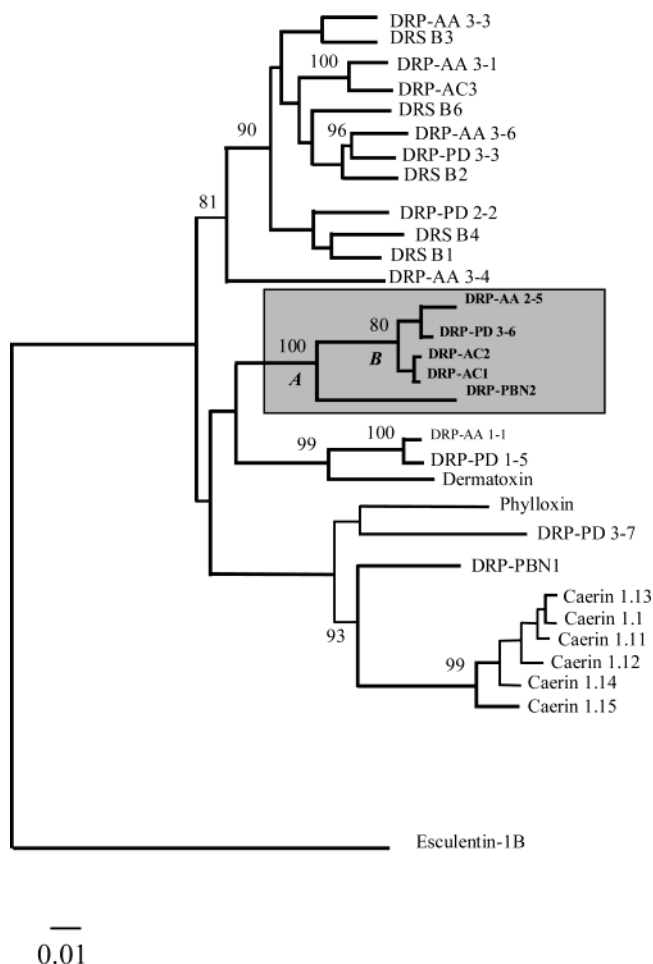 DRP-AA 3-3
DRS B3
100
DRP-AA 3-1
DRP-AC3
DRS B6
90
96
DRP-AA 3-6
DRP-PD 3-3
DRS B2
81
DRP-PD 2-2
DRS B4
DRS B1
DRP-AA 3-4
DRP-AA 2-5
80
DRP-PD 3-6
100
B
DRP-AC2
A
DRP-AC1
DRP-PBN2
99
100
DRP-AA 1-1
DRP-PD 1-5
Dermatoxin
Phylloxin
DRP-PD 3-7
DRP-PBN1
Caerin 1.13
Caerin 1.1
93
Caerin 1.11
99
Caerin 1.12
Caerin 1.14
Caerin 1.15
Esculentin-1B
0.01